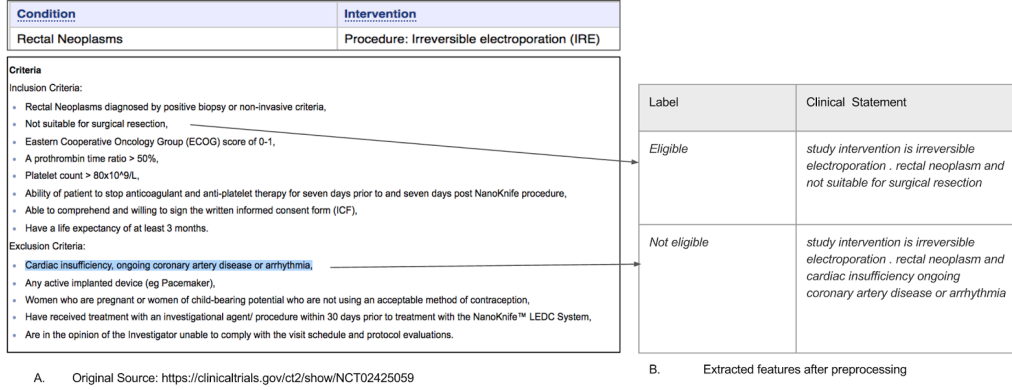 Condition Intervention
Rectal Neoplasms Procedure: Irreversible electroporation (IRE)
Criteria
Inclusion Criteria:
• Rectal Neoplasms diagnosed by positive biopsy or non-invasive criteria,
• Not suitable for surgical resection,
• Eastern Cooperative Oncology Group (ECOG) score of 0-1,
• A prothrombin time ratio > 50%,
• Platelet count > 80x10^9/L,
• Ability of patient to stop anticoagulant and anti-platelet therapy for seven days prior to and seven days post NanoKnife procedure,
• Able to comprehend and willing to sign the written informed consent form (ICF),
• Have a life expectancy of at least 3 months.
Exclusion Criteria:
• Cardiac insufficiency, ongoing coronary artery disease or arrhythmia,
• Any active implanted device (eg Pacemaker),
• Women who are pregnant or women of child-bearing potential who are not using an acceptable method of contraception,
• Have received treatment with an investigational agent/ procedure within 30 days prior to treatment with the NanoKnife™ LEDC System,
• Are in the opinion of the Investigator unable to comply with the visit schedule and protocol evaluations.
A. Original Source: https://clinicaltrials.gov/ct2/show/NCT02425059
Label Clinical Statement
Eligible study intervention is irreversible
electroporation . rectal neoplasm and
not suitable for surgical resection
Not eligible study intervention is irreversible
electroporation . rectal neoplasm and
cardiac insufficiency ongoing
coronary artery disease or arrhythmia
B. Extracted features after preprocessing